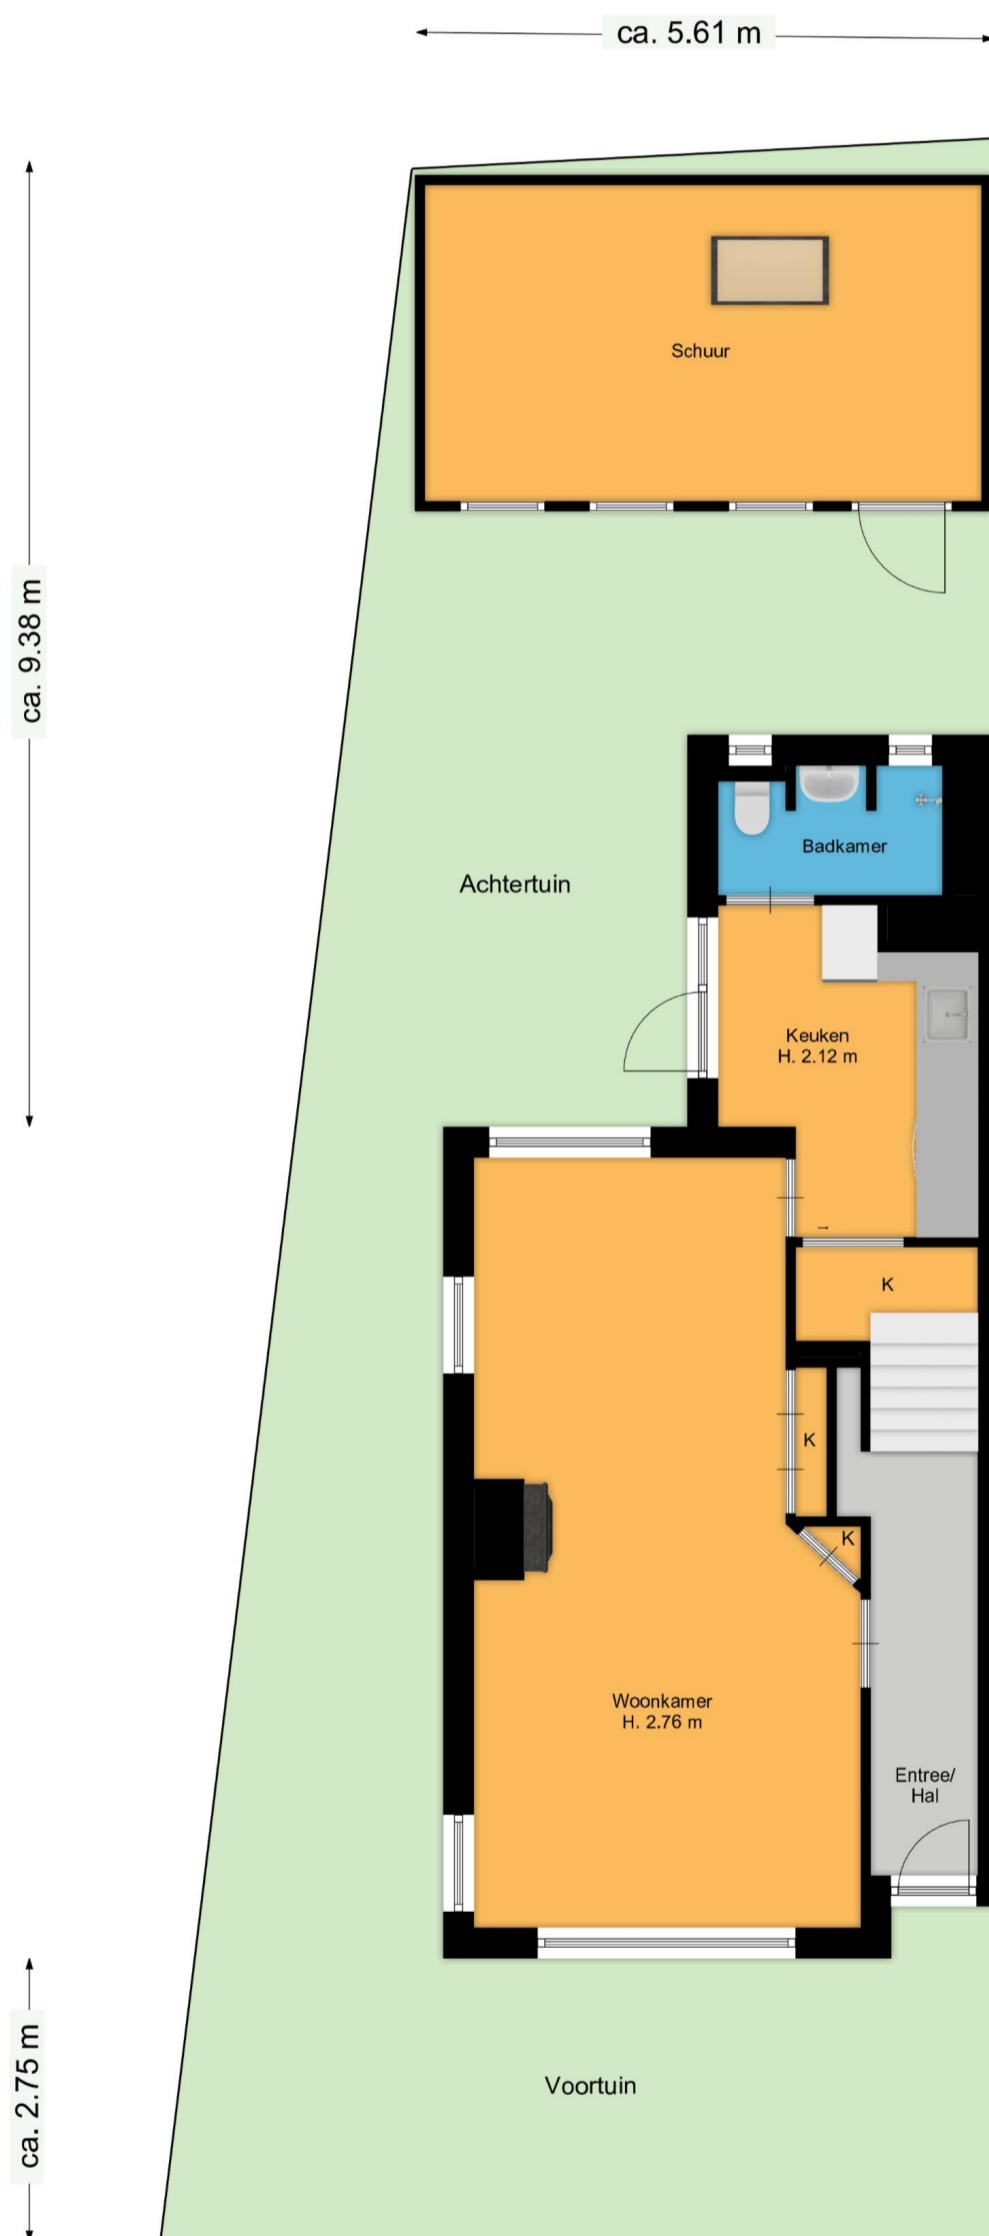 ca. 5.61 m
Schuur
ca. 9.38 m
Badkamer
Achtertuin
Keuken
H. 2.12 m
K
K
K
Woonkamer
H. 2.76 m
Entree/
Hal
ca. 2.75 m
Voortuin